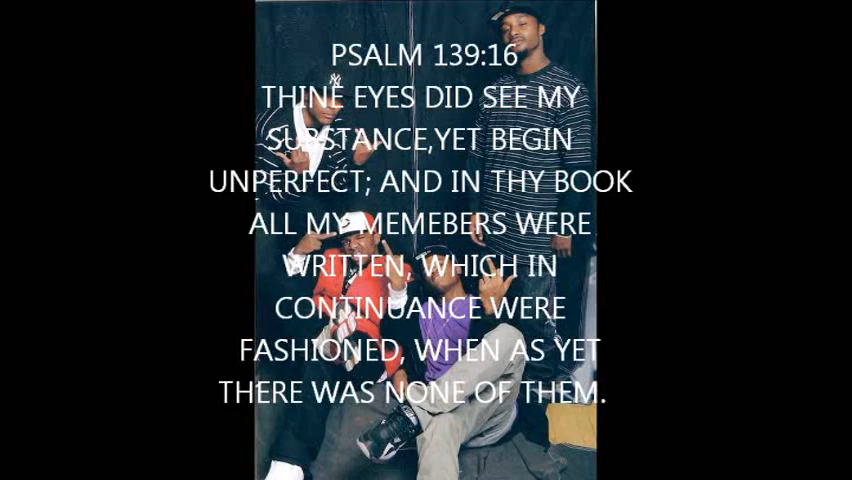 PSALM 139:16
THINE EYES DID SEE MY
SUBSTANCE,YET BEGIN
UNPERFECT; AND IN THY BOOK
ALL MY MEMEBERS WERE
WRITTEN, WHICH IN
CONTINUANCE WERE
FASHIONED, WHEN AS YET
THERE WAS NONE OF THEM.